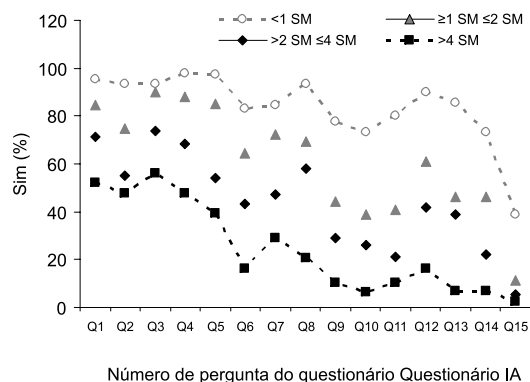 <1 SM ≥1 SM ≤2 SM
>2 SM ≤4 SM >4 SM
Sim (%)
120
100
80
60
40
20
0
Q1 Q2 Q3 Q4 Q5 Q6 Q7 Q8 Q9 Q10 Q11 Q12 Q13 Q14 Q15
Número de pergunta do questionário Questionário IA